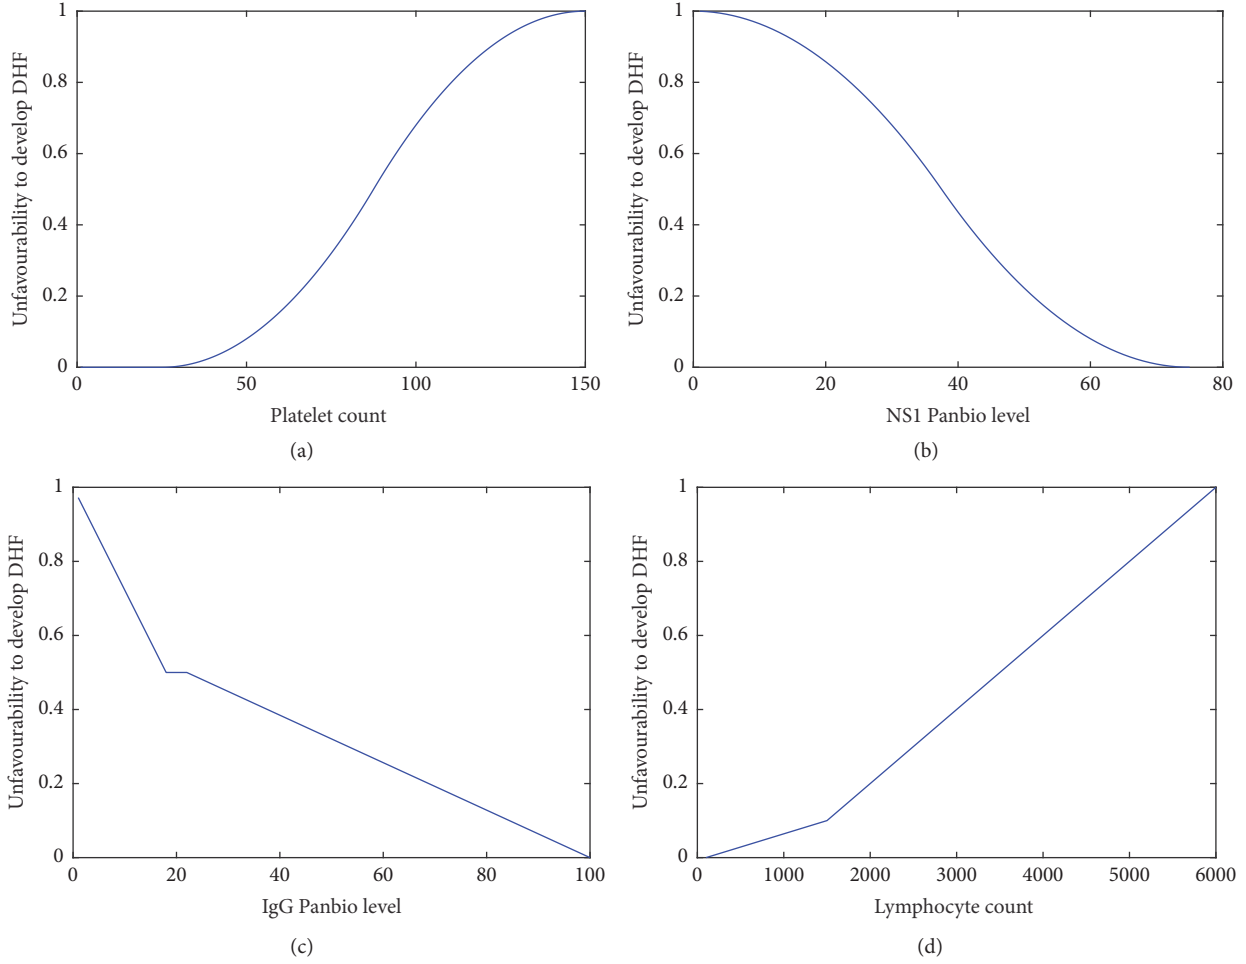 Unfavourability to develop DHF
1
0.8
0.6
0.4
0.2
0
0 50 100 150
Platelet count
(a)
Unfavourability to develop DHF
1
0.8
0.6
0.4
0.2
0
0 20 40 60 80
NS1 Panbio level
(b)
Unfavourability to develop DHF
1
0.8
0.6
0.4
0.2
0
0 20 40 60 80 100
IgG Panbio level
(c)
Unfavourability to develop DHF
1
0.8
0.6
0.4
0.2
0
0 1000 2000 3000 4000 5000 6000
Lymphocyte count
(d)